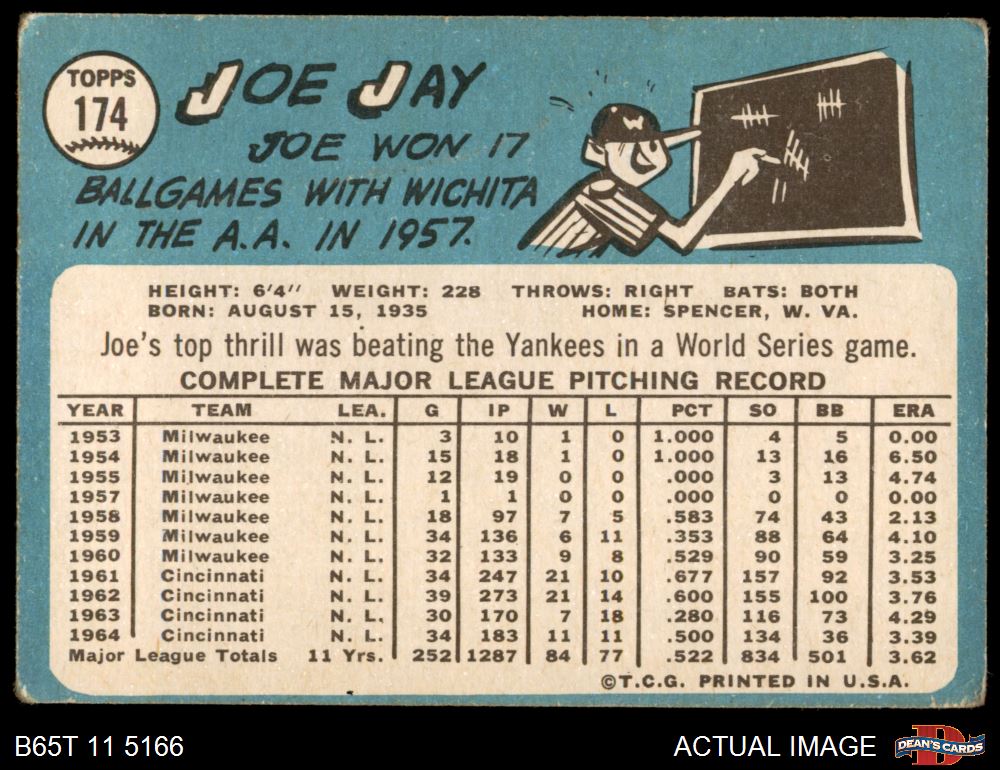 TOPPS
174
JOE JAY
JOE WON 17
BALLGAMES WITH WICHITA
IN THE A.A. IN 1957.
W
HEIGHT: 6'4" WEIGHT: 228 THROWS: RIGHT BATS: BOTH
BORN: AUGUST 15, 1935 HOME: SPENCER, W. VA.
Joe's top thrill was beating the Yankees in a World Series game.
COMPLETE MAJOR LEAGUE PITCHING RECORD
YEAR TEAM LEA. G IP W L PCT SO BB ERA
1953 Milwaukee N. L. 3 10 1 0 1.000 4 5 0.00
1954 Milwaukee N. L. 15 18 1 0 1.000 13 16 6.50
1955 Milwaukee N. L. 12 19 0 0 .000 3 13 4.74
1957 Milwaukee N. L. 1 1 0 0 .000 0 0 0.00
1958 Milwaukee N. L. 18 97 7 5 .583 74 43 2.13
1959 Milwaukee N. L. 34 136 6 11 .353 88 64 4.10
1960 Milwaukee N. L. 32 133 9 8 .529 90 59 3.25
1961 Cincinnati N. L. 34 247 21 10 .677 157 92 3.53
1962 Cincinnati N. L. 39 273 21 14 .600 155 100 3.76
1963 Cincinnati N. L. 30 170 7 18 .280 116 73 4.29
1964 Cincinnati N. L. 34 183 11 11 .500 134 36 3.39
Major League Totals 11 Yrs. 252 1287 84 77 .522 834 501 3.62
©T.C.G. PRINTED IN U.S.A.
B65T 11 5166 ACTUAL IMAGE
D
DEAN'S CARDS